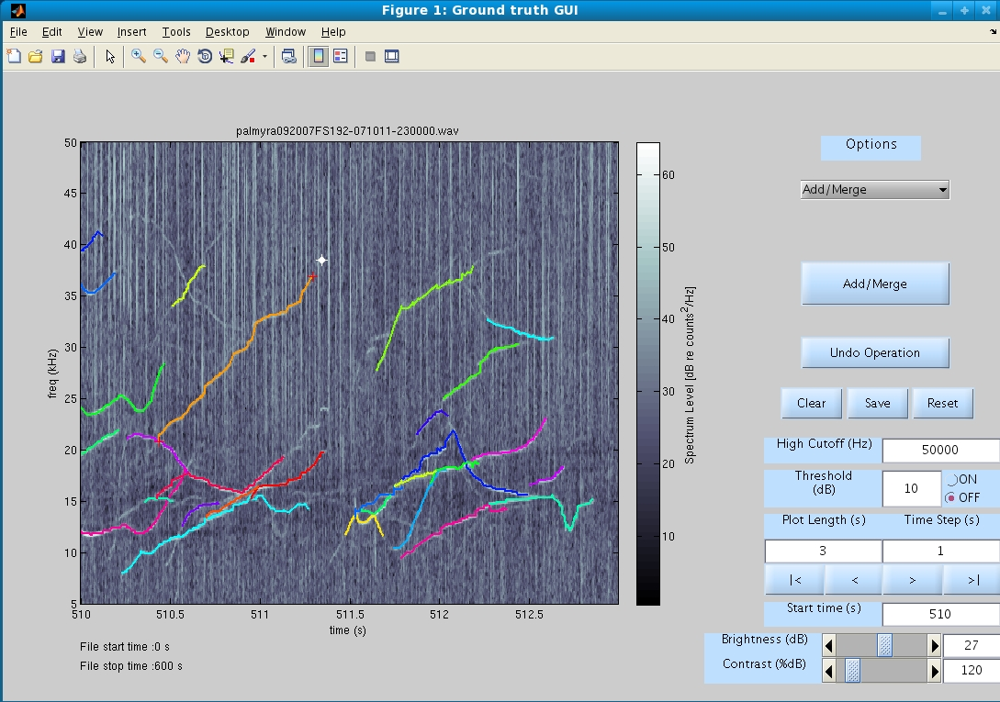 Figure 1: Ground truth GUI
File Edit View Insert Tools Desktop Window Help
palmyra092007FS192-071011-230000.wav
50
45
40
35
30
25
20
15
10
5
freq (kHz)
510 510.5 511 511.5 512 512.5
time (s)
File start time :0 s
File stop time :600 s
60
50
40
30
20
10
Spectrum Level [dB re counts²/Hz]
Options
Add/Merge
Add/Merge
Undo Operation
Clear Save Reset
High Cutoff (Hz) 50000
Threshold (dB) 10 ON OFF
Plot Length (s) Time Step (s)
3 1
|< < > >|
Start time (s) 510
Brightness (dB) 27
Contrast (%dB) 120